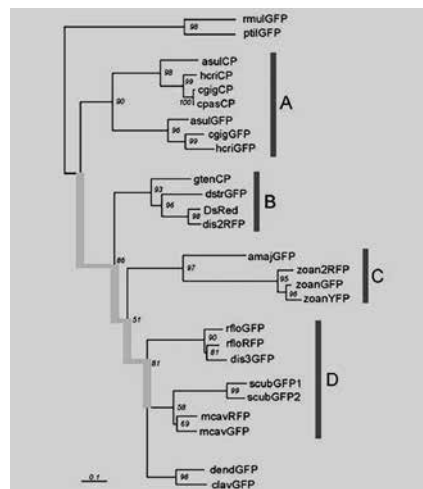 rmulGFP
98
ptilGFP
asulCP
98
hcriCP
99
cgigCP
100
cpasCP
90
A
asulGFP
96
cgigGFP
99
hcriGFP
gtenCP
93
dstrGFP
96
B
DsRed
98
dis2RFP
86
amajGFP
97
zoan2RFP
95
C
zoanGFP
96
zoanYFP
51
rfloGFP
90
rfloRFP
81
dis3GFP
81
D
scubGFP1
99
scubGFP2
58
mcavRFP
69
mcavGFP
dendGFP
96
clavGFP
0.1